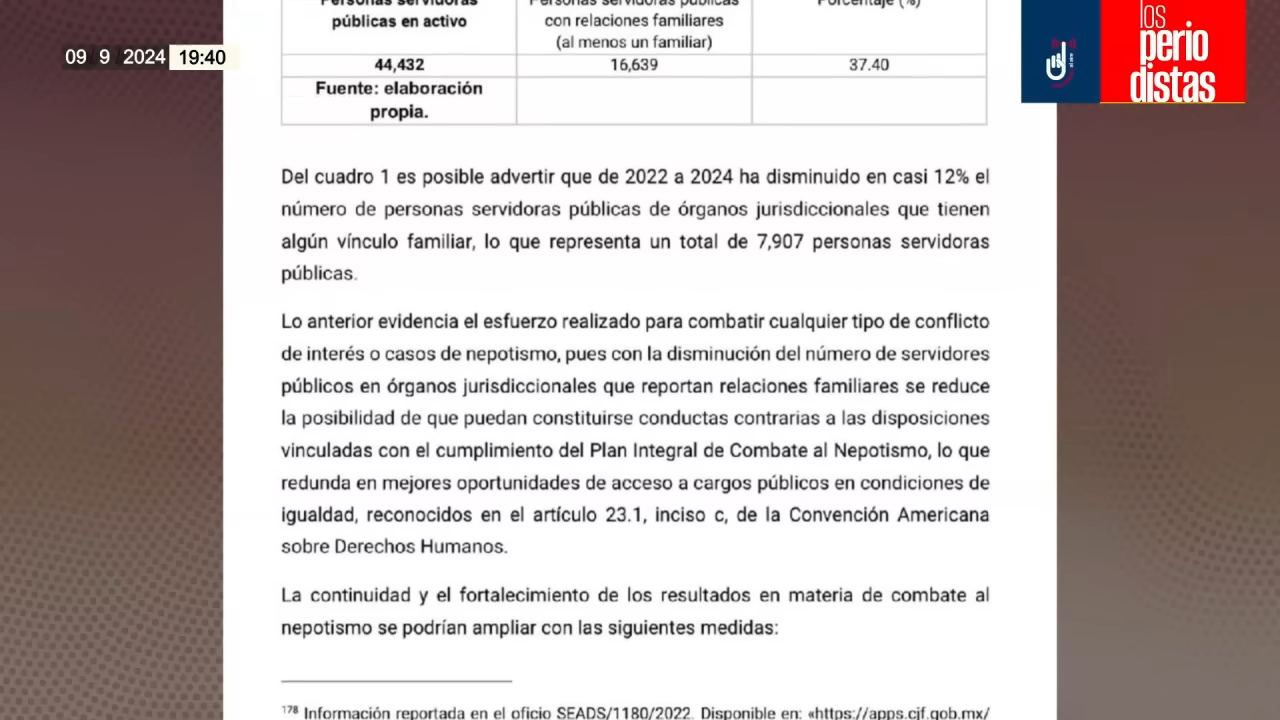 Personas servidoras Personas servidoras públicas Porcentaje (%)
públicas en activo con relaciones familiares
(al menos un familiar)
44,432 16,639 37.40
Fuente: elaboración
propia.
09 9 2024 19:40
los
perio
distas
Del cuadro 1 es posible advertir que de 2022 a 2024 ha disminuido en casi 12% el
número de personas servidoras públicas de órganos jurisdiccionales que tienen
algún vínculo familiar, lo que representa un total de 7,907 personas servidoras
públicas.
Lo anterior evidencia el esfuerzo realizado para combatir cualquier tipo de conflicto
de interés o casos de nepotismo, pues con la disminución del número de servidores
públicos en órganos jurisdiccionales que reportan relaciones familiares se reduce
la posibilidad de que puedan constituirse conductas contrarias a las disposiciones
vinculadas con el cumplimiento del Plan Integral de Combate al Nepotismo, lo que
redunda en mejores oportunidades de acceso a cargos públicos en condiciones de
igualdad, reconocidos en el artículo 23.1, inciso c, de la Convención Americana
sobre Derechos Humanos.
La continuidad y el fortalecimiento de los resultados en materia de combate al
nepotismo se podrían ampliar con las siguientes medidas:
178 Información reportada en el oficio SEADS/1180/2022. Disponible en: «https://apps.cjf.gob.mx/